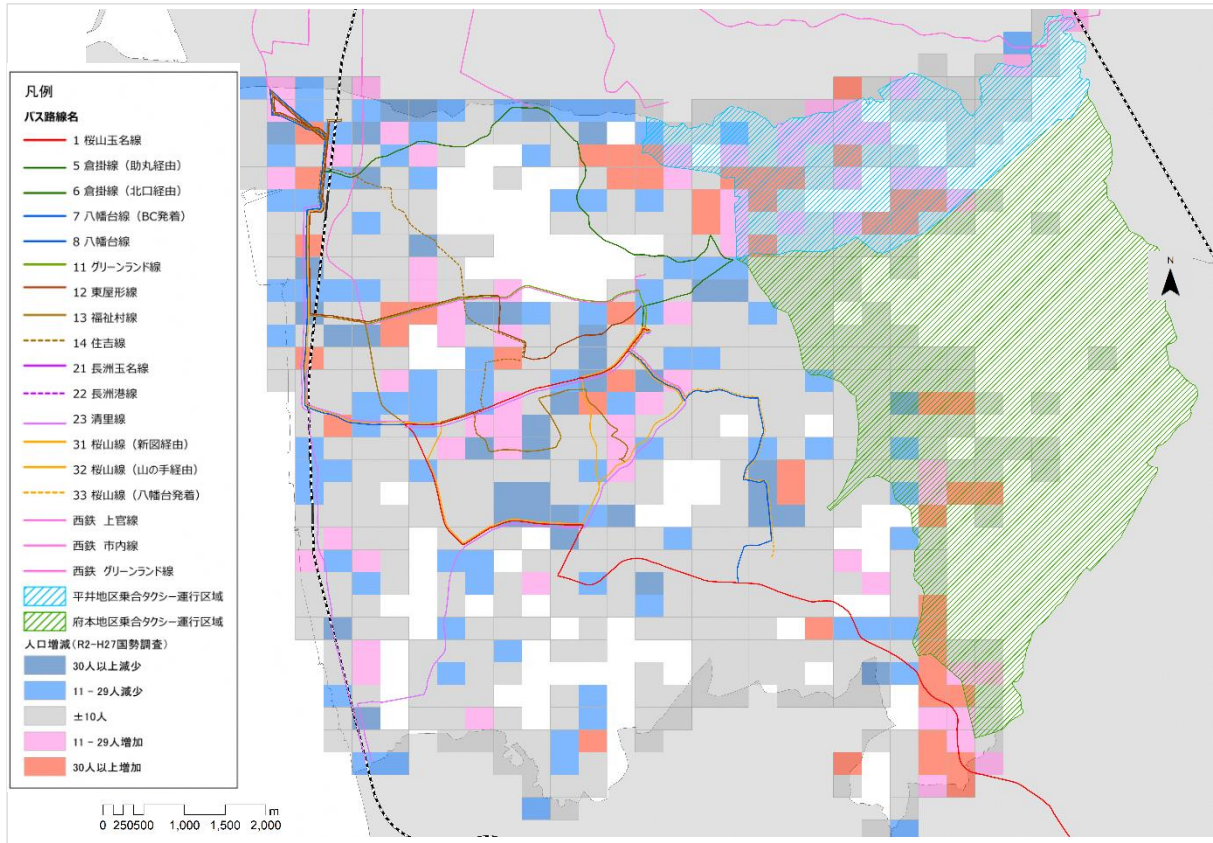 凡例
バス路線名
1 桜山玉名線
5 倉掛線（助丸経由）
6 倉掛線（北口経由）
7 八幡台線（BC発着）
8 八幡台線
11 グリーンランド線
12 東屋形線
13 福祉村線
14 住吉線
21 長洲玉名線
22 長洲港線
23 清里線
31 桜山線（新図経由）
32 桜山線（山の手経由）
33 桜山線（八幡台発着）
西鉄 上官線
西鉄 市内線
西鉄 グリーンランド線
平井地区乗合タクシー運行区域
府本地区乗合タクシー運行区域
人口増減（R2-H27国勢調査）
30人以上減少
11 - 29人減少
±10人
11 - 29人増加
30人以上増加
0 250500 1,000 1,500 2,000 m
N